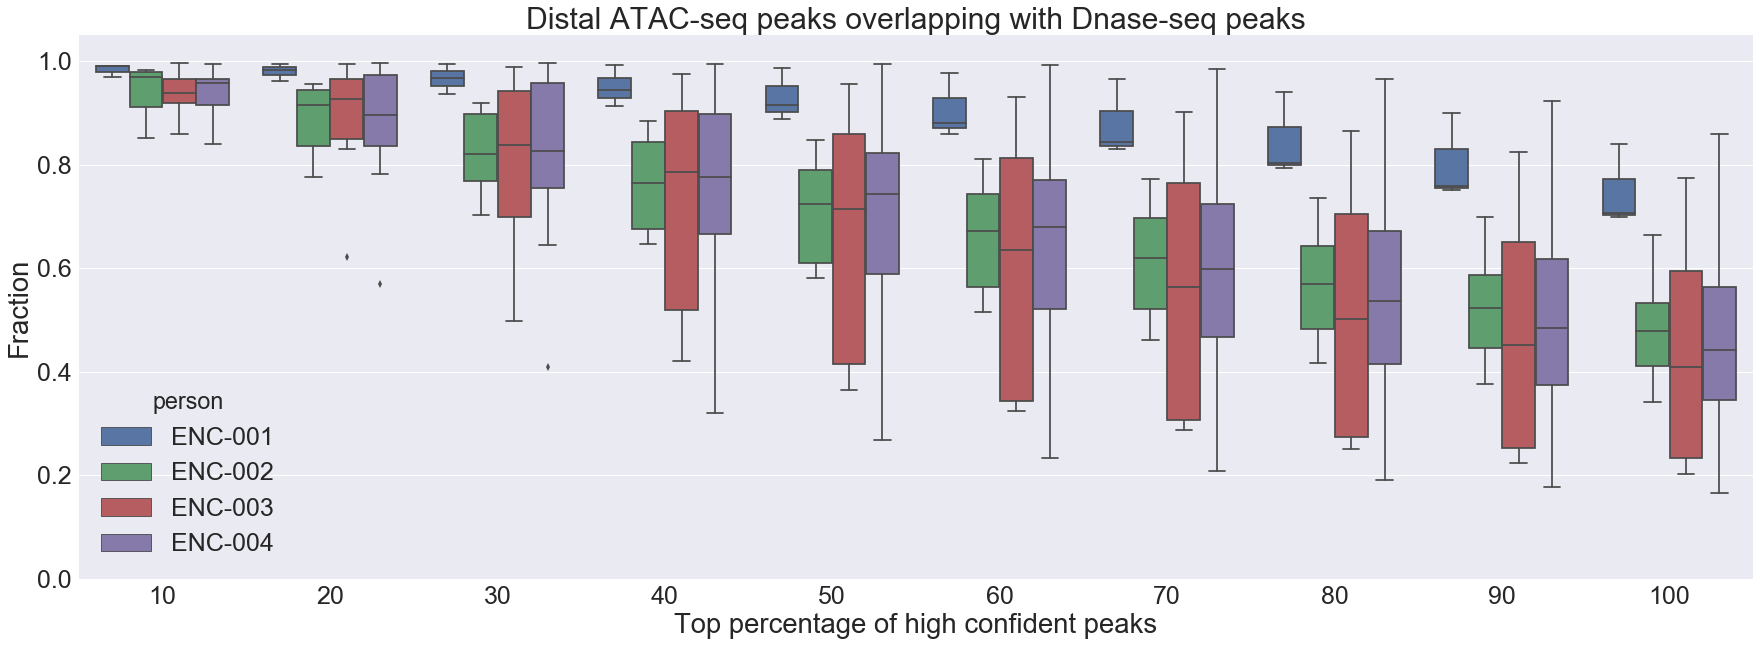 Distal ATAC-seq peaks overlapping with Dnase-seq peaks
Fraction
1.0
0.8
0.6
0.4
0.2
0.0
person
ENC-001
ENC-002
ENC-003
ENC-004
10 20 30 40 50 60 70 80 90 100
Top percentage of high confident peaks